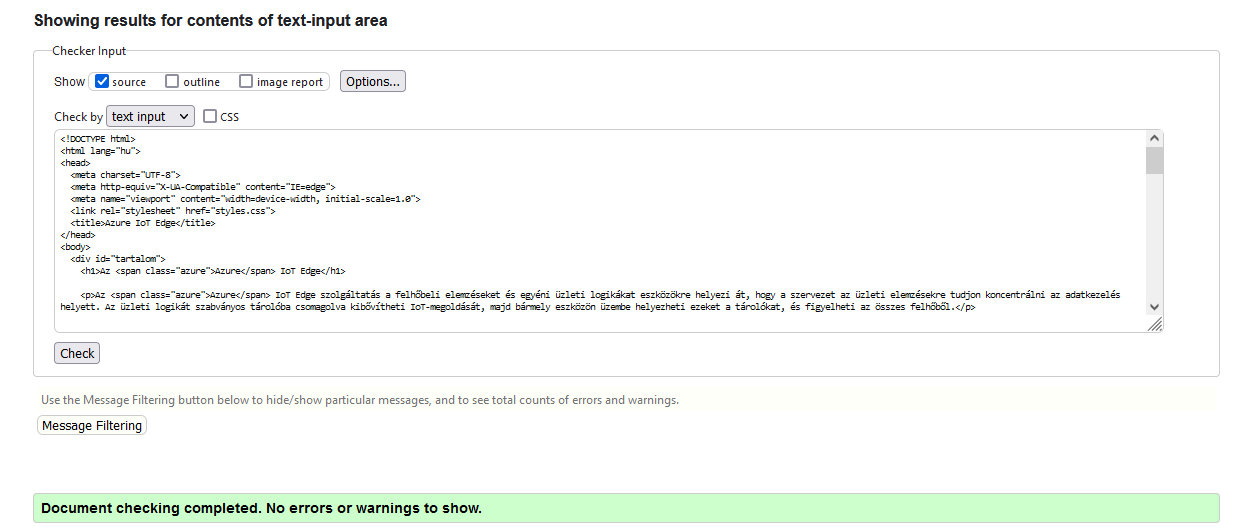 Showing results for contents of text-input area
Checker Input
Show source outline image report Options...
Check by text input CSS
<!DOCTYPE html>
<html lang="hu">
<head>
<meta charset="UTF-8">
<meta http-equiv="X-UA-Compatible" content="IE=edge">
<meta name="viewport" content="width=device-width, initial-scale=1.0">
<link rel="stylesheet" href="styles.css">
<title>Azure IoT Edge</title>
</head>
<body>
<div id="tartalom">
<h1>Az <span class="azure">Azure</span> IoT Edge</h1>
<p>Az <span class="azure">Azure</span> IoT Edge szolgáltatás a felhőbeli elemzéseket és egyéni üzleti logikákat eszközökre helyezi át, hogy a szervezet az üzleti elemzésekre tudjon koncentrálni az adatkezelés
helyett. Az üzleti logikát szabványos tárolóba csomagolva kibővítheti IoT-megoldását, majd bármely eszközön üzembe helyezheti ezeket a tárolókat, és figyelheti az összes felhőből.</p>
Check
Use the Message Filtering button below to hide/show particular messages, and to see total counts of errors and warnings.
Message Filtering
Document checking completed. No errors or warnings to show.